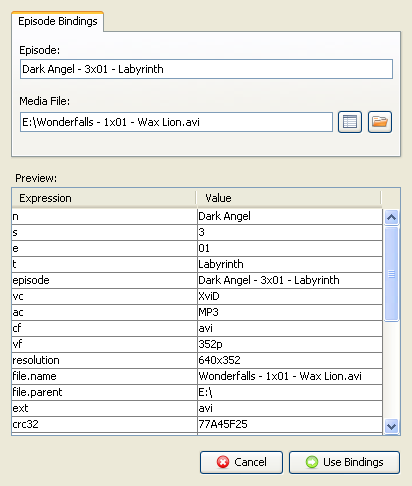 Episode Bindings
Episode:
Dark Angel - 3x01 - Labyrinth
Media File:
E:\Wonderfalls - 1x01 - Wax Lion.avi
Preview:
Expression Value
n Dark Angel
s 3
e 01
t Labyrinth
episode Dark Angel - 3x01 - Labyrinth
vc XviD
ac MP3
cf avi
vf 352p
resolution 640x352
file.name Wonderfalls - 1x01 - Wax Lion.avi
file.parent E:\
ext avi
crc32 77A45F25
Cancel Use Bindings